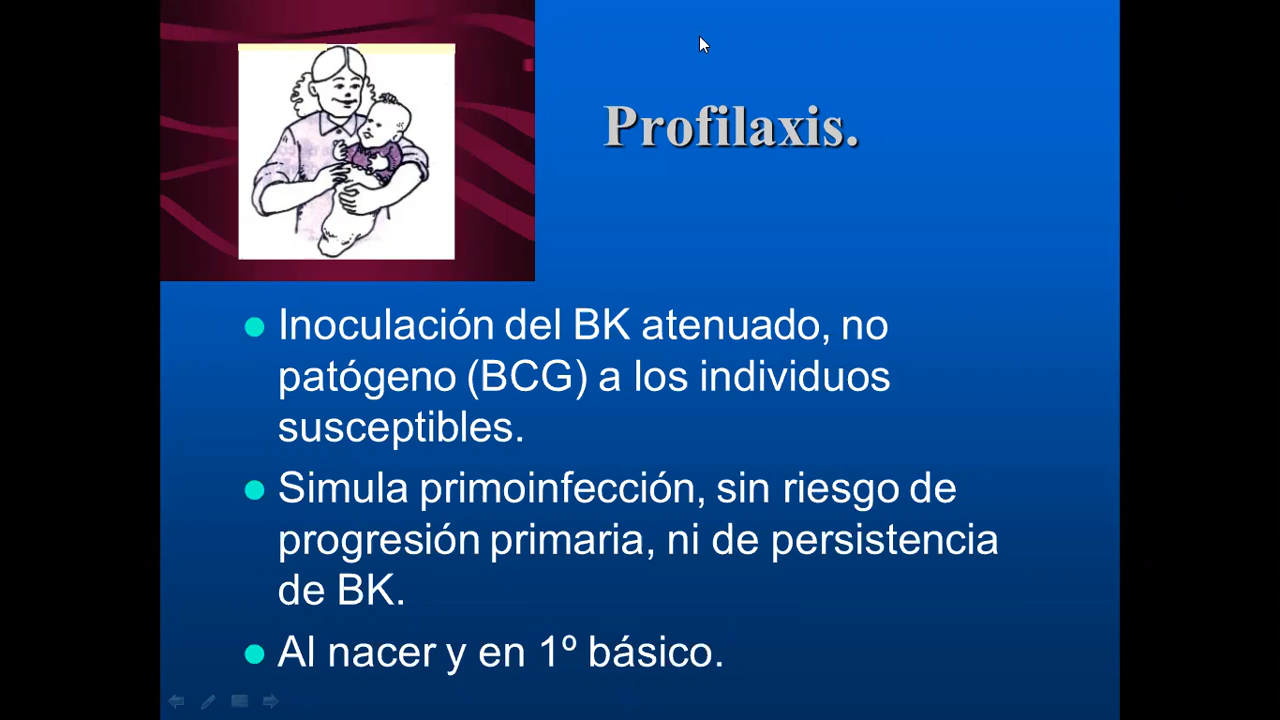 Profilaxis.
Inoculación del BK atenuado, no
patógeno (BCG) a los individuos
susceptibles.
Simula primoinfección, sin riesgo de
progresión primaria, ni de persistencia
de BK.
Al nacer y en 1º básico.